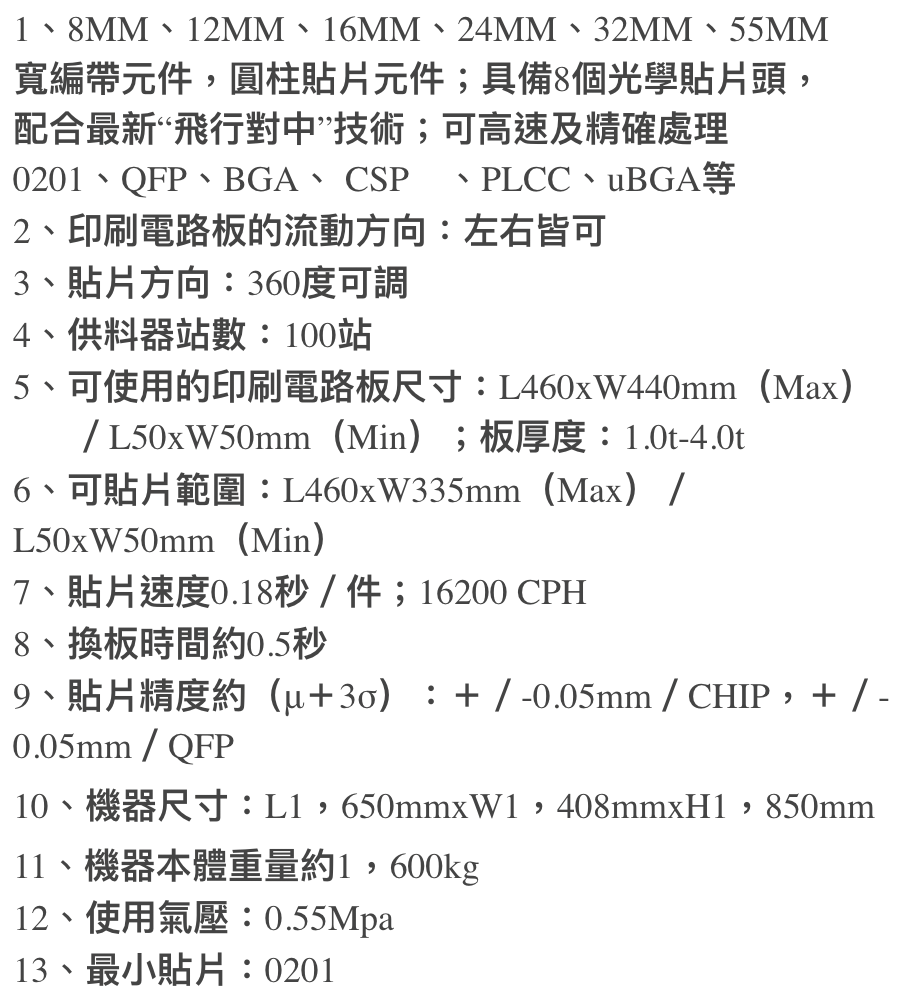 1、8MM、12MM、16MM、24MM、32MM、55MM
寬編帶元件，圓柱貼片元件；具備8個光學貼片頭，
配合最新“飛行對中”技術；可高速及精確處理
0201、QFP、BGA、 CSP 、PLCC、uBGA等
2、印刷電路板的流動方向：左右皆可
3、貼片方向：360度可調
4、供料器站數：100站
5、可使用的印刷電路板尺寸：L460xW440mm（Max）
／L50xW50mm（Min）；板厚度：1.0t-4.0t
6、可貼片範圍：L460xW335mm（Max）／
L50xW50mm（Min）
7、貼片速度0.18秒／件；16200 CPH
8、換板時間約0.5秒
9、貼片精度約（μ＋3σ）：＋／-0.05mm／CHIP，＋／-
0.05mm／QFP
10、機器尺寸：L1，650mmxW1，408mmxH1，850mm
11、機器本體重量約1，600kg
12、使用氣壓：0.55Mpa
13、最小貼片：0201